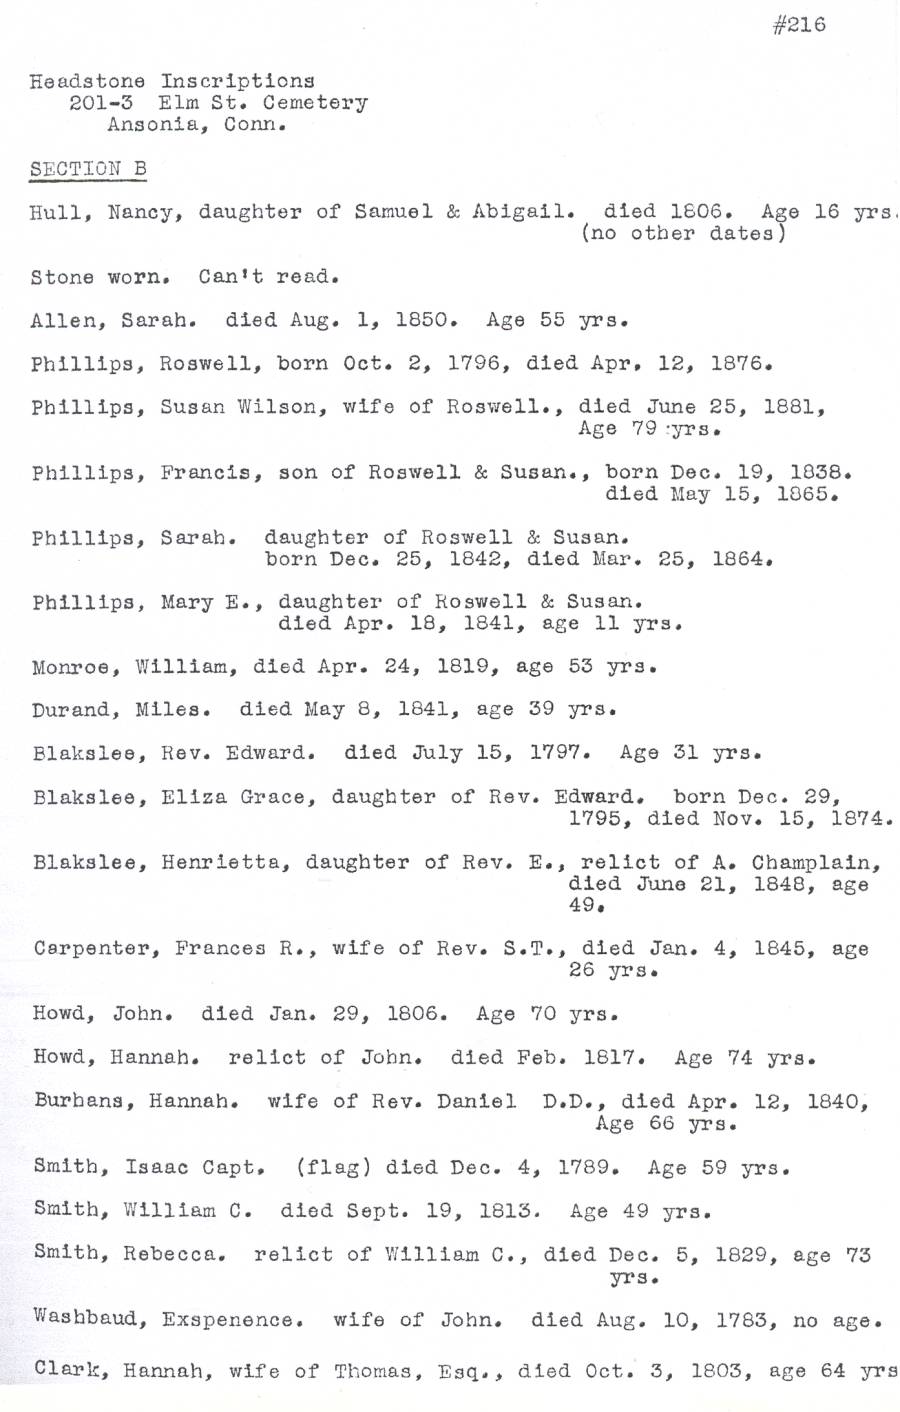 #216
Headstone Inscriptions
201-3 Elm St. Cemetery
Ansonia, Conn.
SECTION B
Hull, Nancy, daughter of Samuel & Abigail. died 1806. Age 16 yrs.
(no other dates)
Stone worn. Can't read.
Allen, Sarah. died Aug. 1, 1850. Age 55 yrs.
Phillips, Roswell, born Oct. 2, 1796, died Apr. 12, 1876.
Phillips, Susan Wilson, wife of Roswell., died June 25, 1881,
Age 79 yrs.
Phillips, Francis, son of Roswell & Susan., born Dec. 19, 1838.
died May 15, 1865.
Phillips, Sarah. daughter of Roswell & Susan.
born Dec. 25, 1842, died Mar. 25, 1864.
Phillips, Mary E., daughter of Roswell & Susan.
died Apr. 18, 1841, age 11 yrs.
Monroe, William, died Apr. 24, 1819, age 53 yrs.
Durand, Miles. died May 8, 1841, age 39 yrs.
Blakslee, Rev. Edward. died July 15, 1797. Age 31 yrs.
Blakslee, Eliza Grace, daughter of Rev. Edward. born Dec. 29,
1795, died Nov. 15, 1874.
Blakslee, Henrietta, daughter of Rev. E., relict of A. Champlain,
died June 21, 1848, age
49.
Carpenter, Frances R., wife of Rev. S.T., died Jan. 4, 1845, age
26 yrs.
Howd, John. died Jan. 29, 1806. Age 70 yrs.
Howd, Hannah. relict of John. died Feb. 1817. Age 74 yrs.
Burhans, Hannah. wife of Rev. Daniel D.D., died Apr. 12, 1840,
Age 66 yrs.
Smith, Isaac Capt. (flag) died Dec. 4, 1789. Age 59 yrs.
Smith, William C. died Sept. 19, 1813. Age 49 yrs.
Smith, Rebecca. relict of William C., died Dec. 5, 1829, age 73
yrs.
Washbaud, Exspenence. wife of John. died Aug. 10, 1783, no age.
Clark, Hannah, wife of Thomas, Esq., died Oct. 3, 1803, age 64 yrs